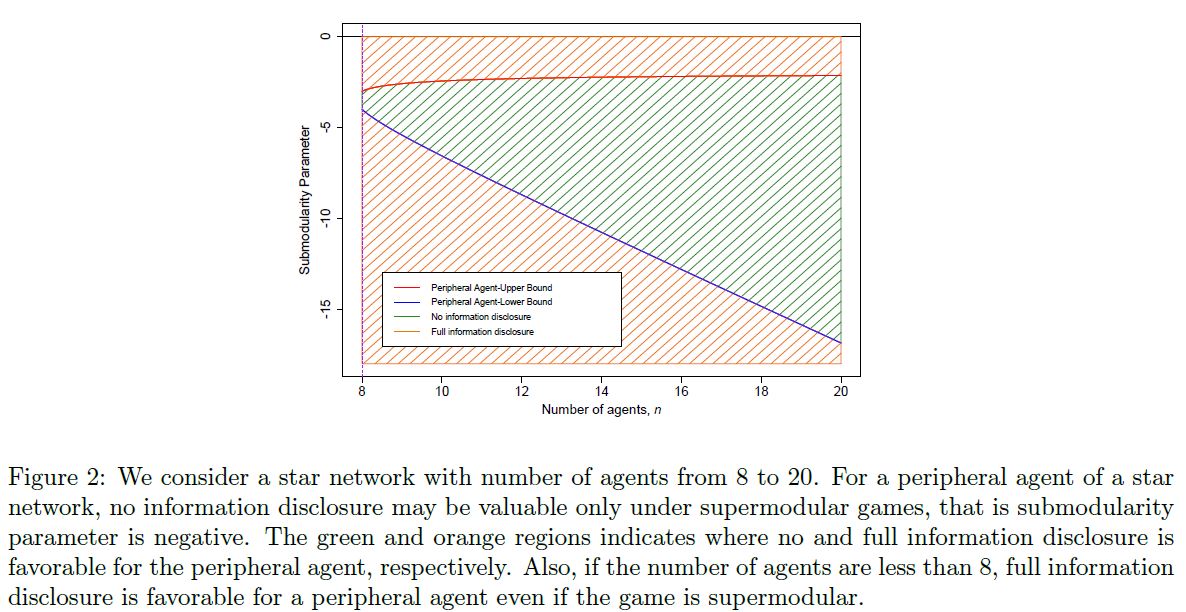 0
-5
-10
-15
Submodularity Parameter
Peripheral Agent-Upper Bound
Peripheral Agent-Lower Bound
No information disclosure
Full information disclosure
8 10 12 14 16 18 20
Number of agents, n
Figure 2: We consider a star network with number of agents from 8 to 20. For a peripheral agent of a star
network, no information disclosure may be valuable only under supermodular games, that is submodularity
parameter is negative. The green and orange regions indicates where no and full information disclosure is
favorable for the peripheral agent, respectively. Also, if the number of agents are less than 8, full information
disclosure is favorable for a peripheral agent even if the game is supermodular.